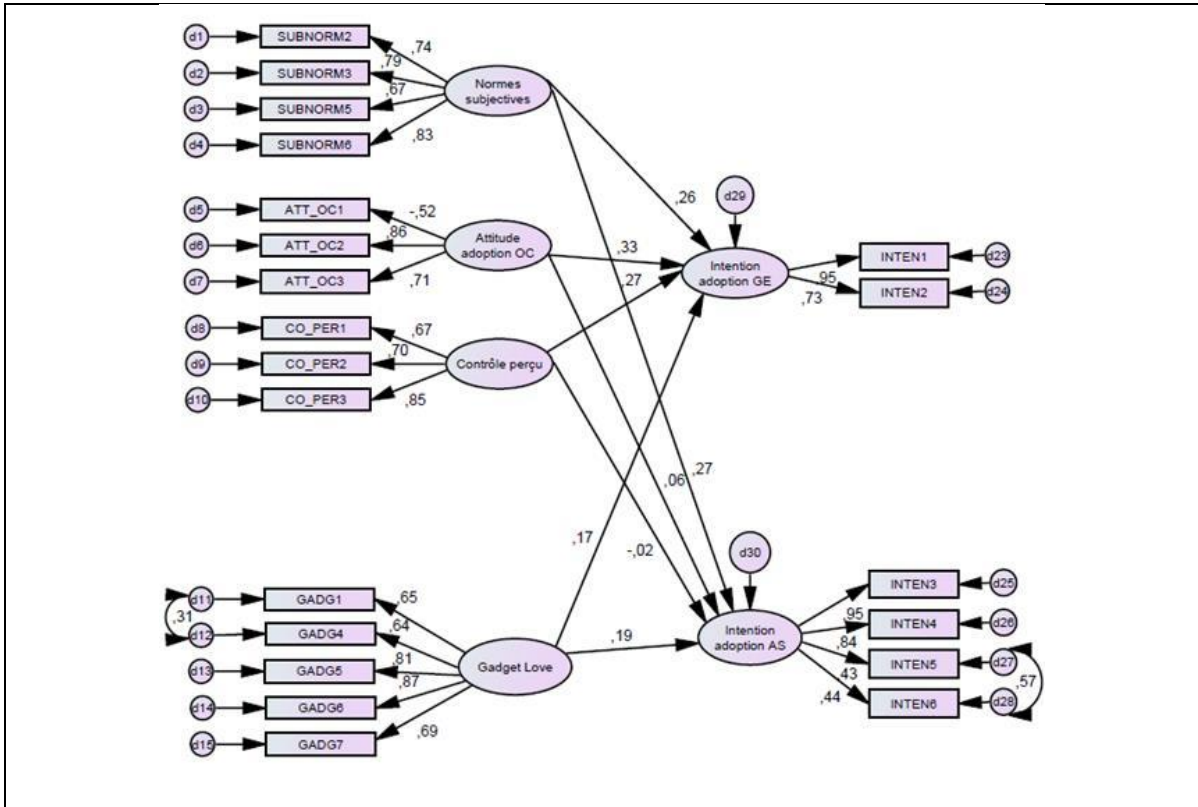 d1
SUBNORM2
,74
d2
SUBNORM3
,79
d3
SUBNORM5
,67
d4
SUBNORM6
,83
Normes
subjectives
d5
ATT_OC1
-,52
d6
ATT_OC2
,86
d7
ATT_OC3
,71
Attitude
adoption OC
d8
CO_PER1
,67
d9
CO_PER2
,70
d10
CO_PER3
,85
Contrôle perçu
,26
,33
,27
d29
Intention
adoption GE
INTEN1
d23
,95
INTEN2
d24
,73
,27
,06
-,02
,17
,19
d11
GADG1
,65
,31
d12
GADG4
,64
d13
GADG5
,81
d14
GADG6
,87
d15
GADG7
,69
Gadget Love
d30
Intention
adoption AS
INTEN3
d25
,95
INTEN4
d26
,84
INTEN5
d27
,43
INTEN6
d28
,44
,57